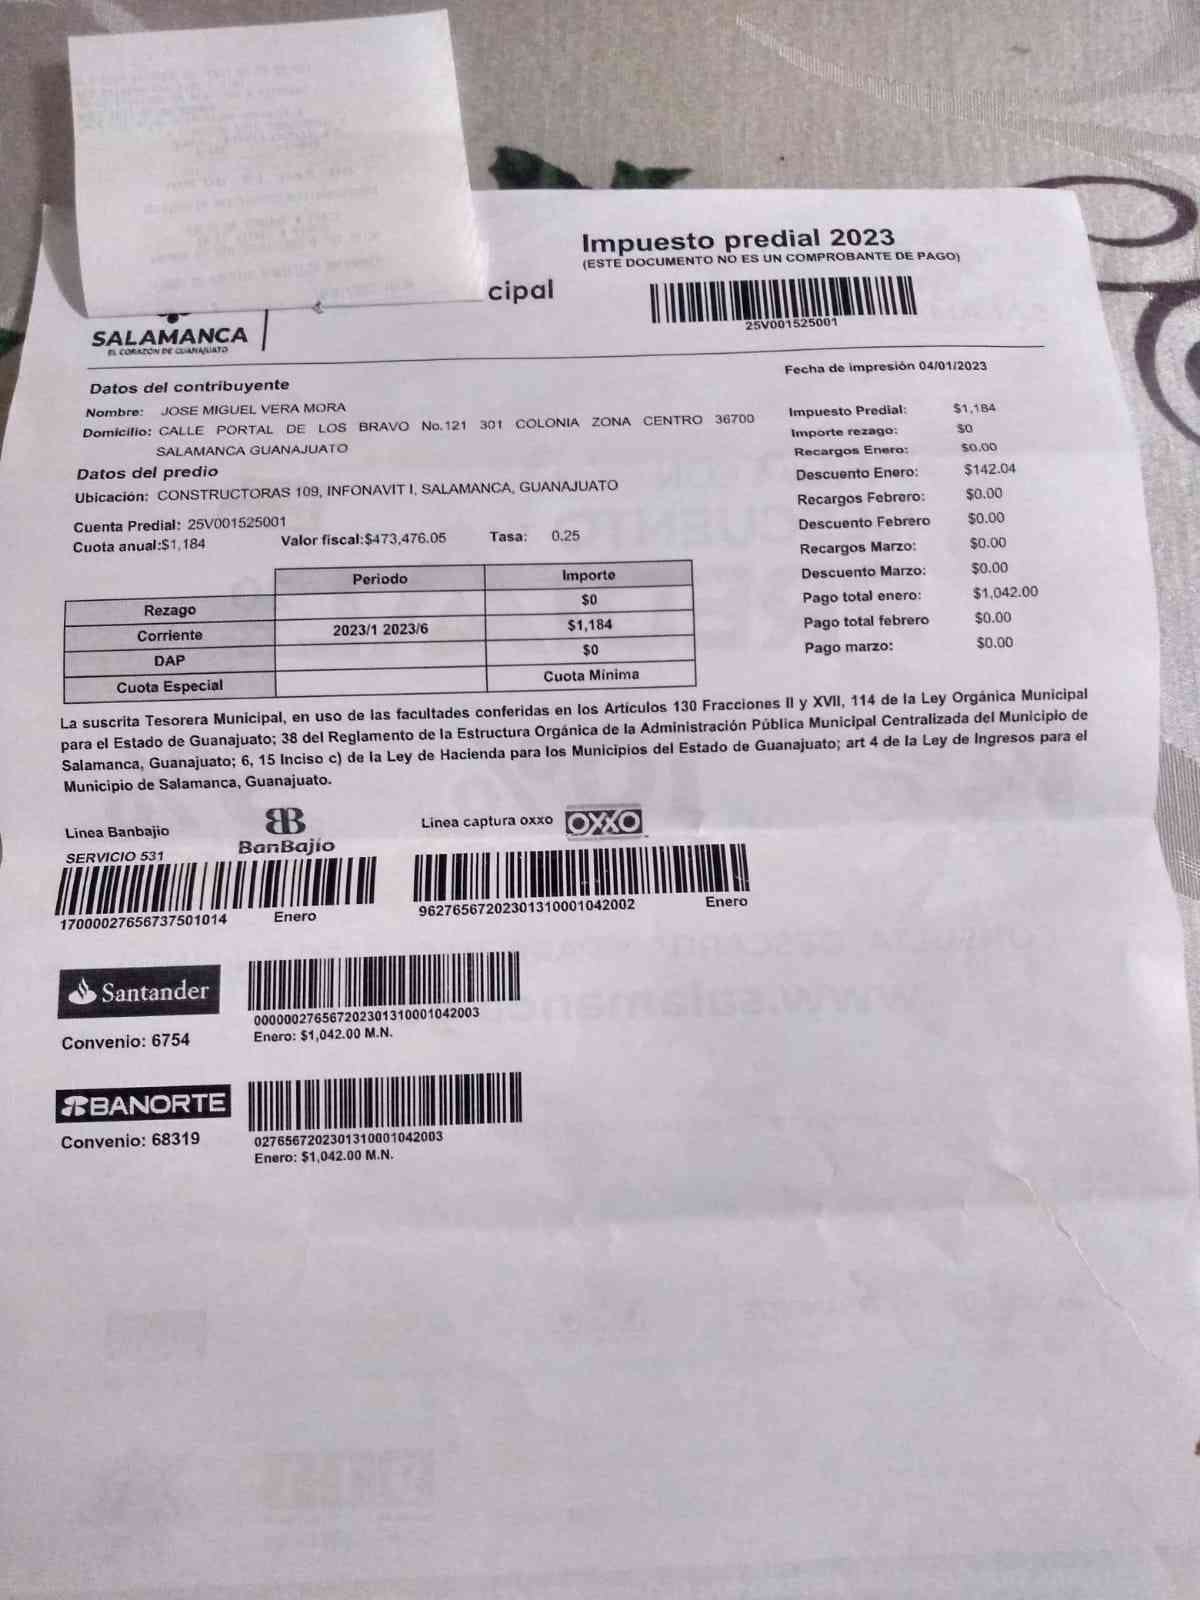 Impuesto predial 2023
(ESTE DOCUMENTO NO ES UN COMPROBANTE DE PAGO)
cipal
25V001525001
SALAMANCA
EL CORAZÓN DE GUANAJUATO
Fecha de impresión 04/01/2023
Datos del contribuyente
Nombre: JOSE MIGUEL VERA MORA
Domicilio: CALLE PORTAL DE LOS BRAVO No.121 301 COLONIA ZONA CENTRO 36700
SALAMANCA GUANAJUATO
Datos del predio
Ubicación: CONSTRUCTORAS 109, INFONAVIT I, SALAMANCA, GUANAJUATO
Cuenta Predial: 25V001525001
Cuota anual:$1,184 Valor fiscal:$473,476.05 Tasa: 0.25
Impuesto Predial: $1,184
Importe rezago: $0
Recargos Enero: $0.00
Descuento Enero: $142.04
Recargos Febrero: $0.00
Descuento Febrero $0.00
Recargos Marzo: $0.00
Descuento Marzo: $0.00
Pago total enero: $1,042.00
Pago total febrero $0.00
Pago marzo: $0.00
Periodo Importe
Rezago $0
Corriente 2023/1 2023/6 $1,184
DAP $0
Cuota Especial Cuota Mínima
La suscrita Tesorera Municipal, en uso de las facultades conferidas en los Artículos 130 Fracciones II y XVII, 114 de la Ley Orgánica Municipal
para el Estado de Guanajuato; 38 del Reglamento de la Estructura Orgánica de la Administración Pública Municipal Centralizada del Municipio de
Salamanca, Guanajuato; 6, 15 Inciso c) de la Ley de Hacienda para los Municipios del Estado de Guanajuato; art 4 de la Ley de Ingresos para el
Municipio de Salamanca, Guanajuato.
Linea Banbajio BanBajío
SERVICIO 531
17000027656737501014 Enero
Línea captura oxxo OXXO
96276567202301310001042002 Enero
Santander
Convenio: 6754
000000276567202301310001042003
Enero: $1,042.00 M.N.
BANORTE
Convenio: 68319
0276567202301310001042003
Enero: $1,042.00 M.N.